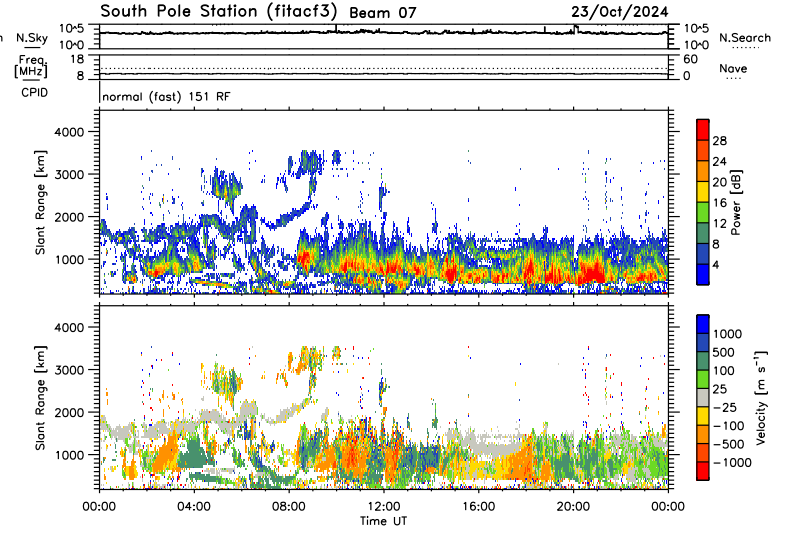 South Pole Station (fitacf3) Beam 07 23/Oct/2024
n N.Sky 10^5 10^0 10^5 10^0 N.Search
Freq. [MHz] 18 8 60 0 Nave
CPID normal (fast) 151 RF
Slant Range [km] 4000 3000 2000 1000
28 24 20 16 12 8 4 Power [dB]
Slant Range [km] 4000 3000 2000 1000
1000 500 100 25 -25 -100 -500 -1000 Velocity [m s⁻¹]
00:00 04:00 08:00 12:00 16:00 20:00 00:00
Time UT